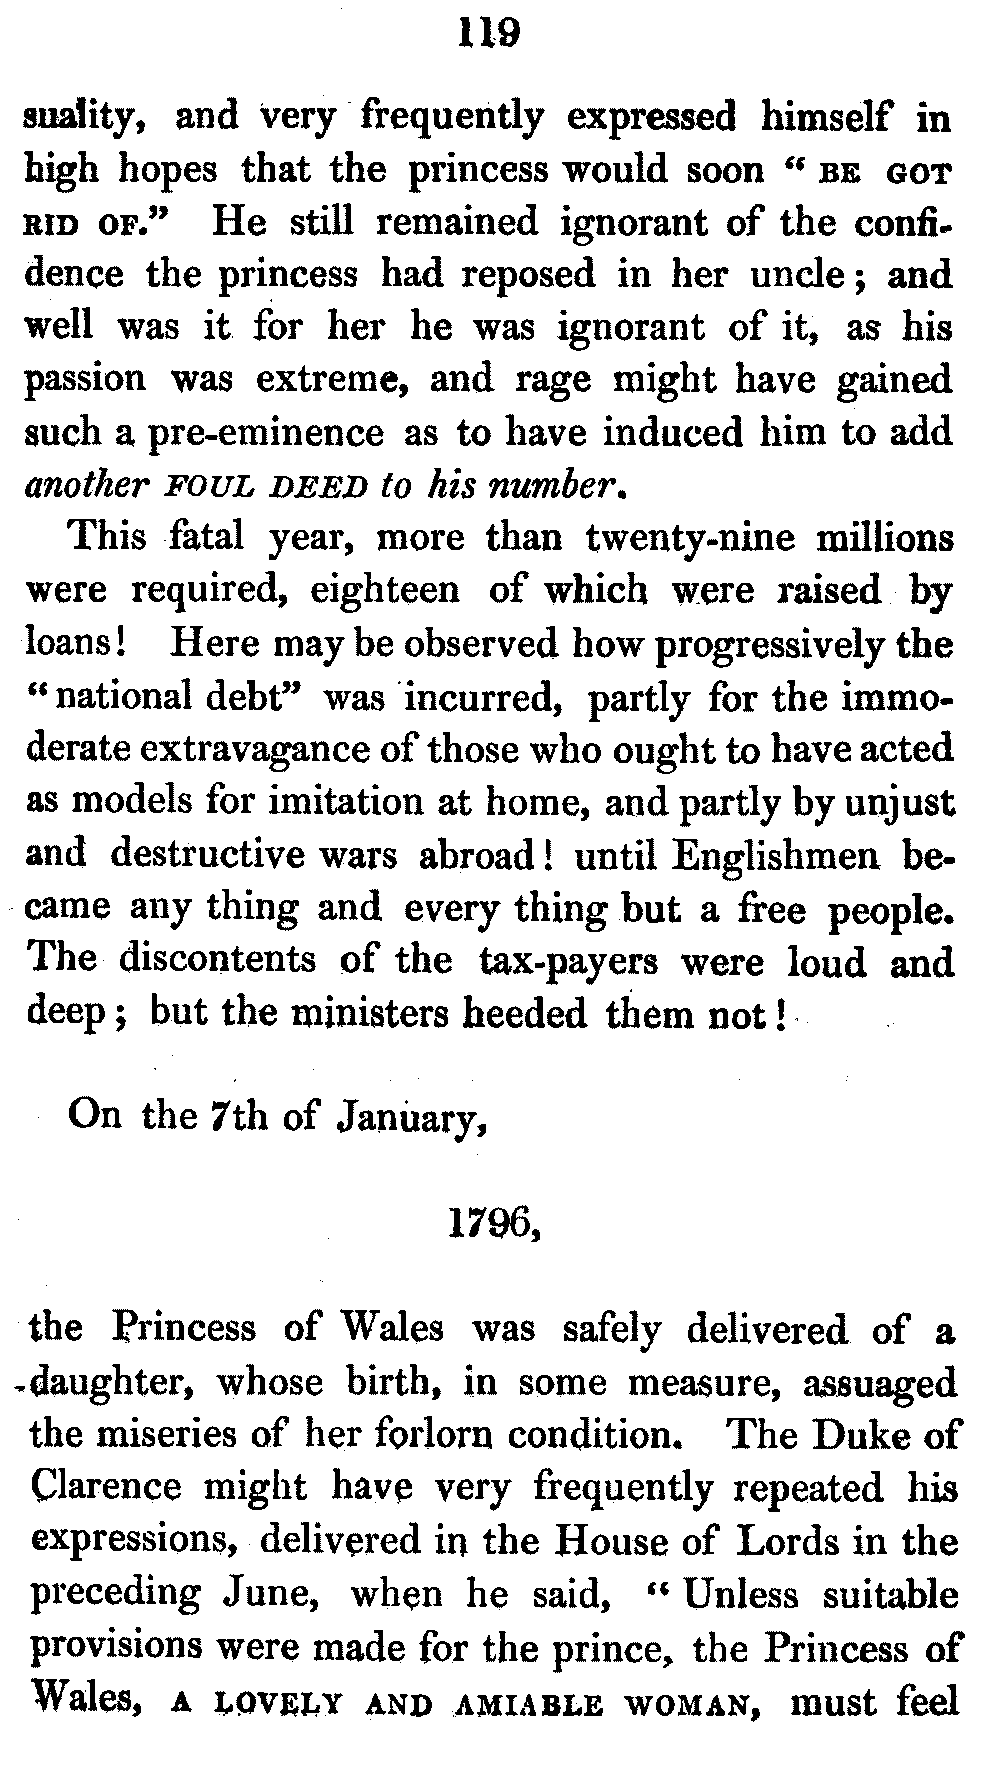 119
suality, and very frequently expressed himself in
high hopes that the princess would soon “ BE GOT
RID OF.” He still remained ignorant of the confi-
dence the princess had reposed in her uncle ; and
well was it for her he was ignorant of it, as his
passion was extreme, and rage might have gained
such a pre-eminence as to have induced him to add
another FOUL DEED to his number.
This fatal year, more than twenty-nine millions
were required, eighteen of which were raised by
loans! Here may be observed how progressively the
“ national debt” was incurred, partly for the immo-
derate extravagance of those who ought to have acted
as models for imitation at home, and partly by unjust
and destructive wars abroad! until Englishmen be-
came any thing and every thing but a free people.
The discontents of the tax-payers were loud and
deep ; but the ministers heeded them not !
On the 7th of January,
1796,
the Princess of Wales was safely delivered of a
daughter, whose birth, in some measure, assuaged
the miseries of her forlorn condition. The Duke of
Clarence might have very frequently repeated his
expressions, delivered in the House of Lords in the
preceding June, when he said, “ Unless suitable
provisions were made for the prince, the Princess of
Wales, A LOVELY AND AMIABLE WOMAN, must feel